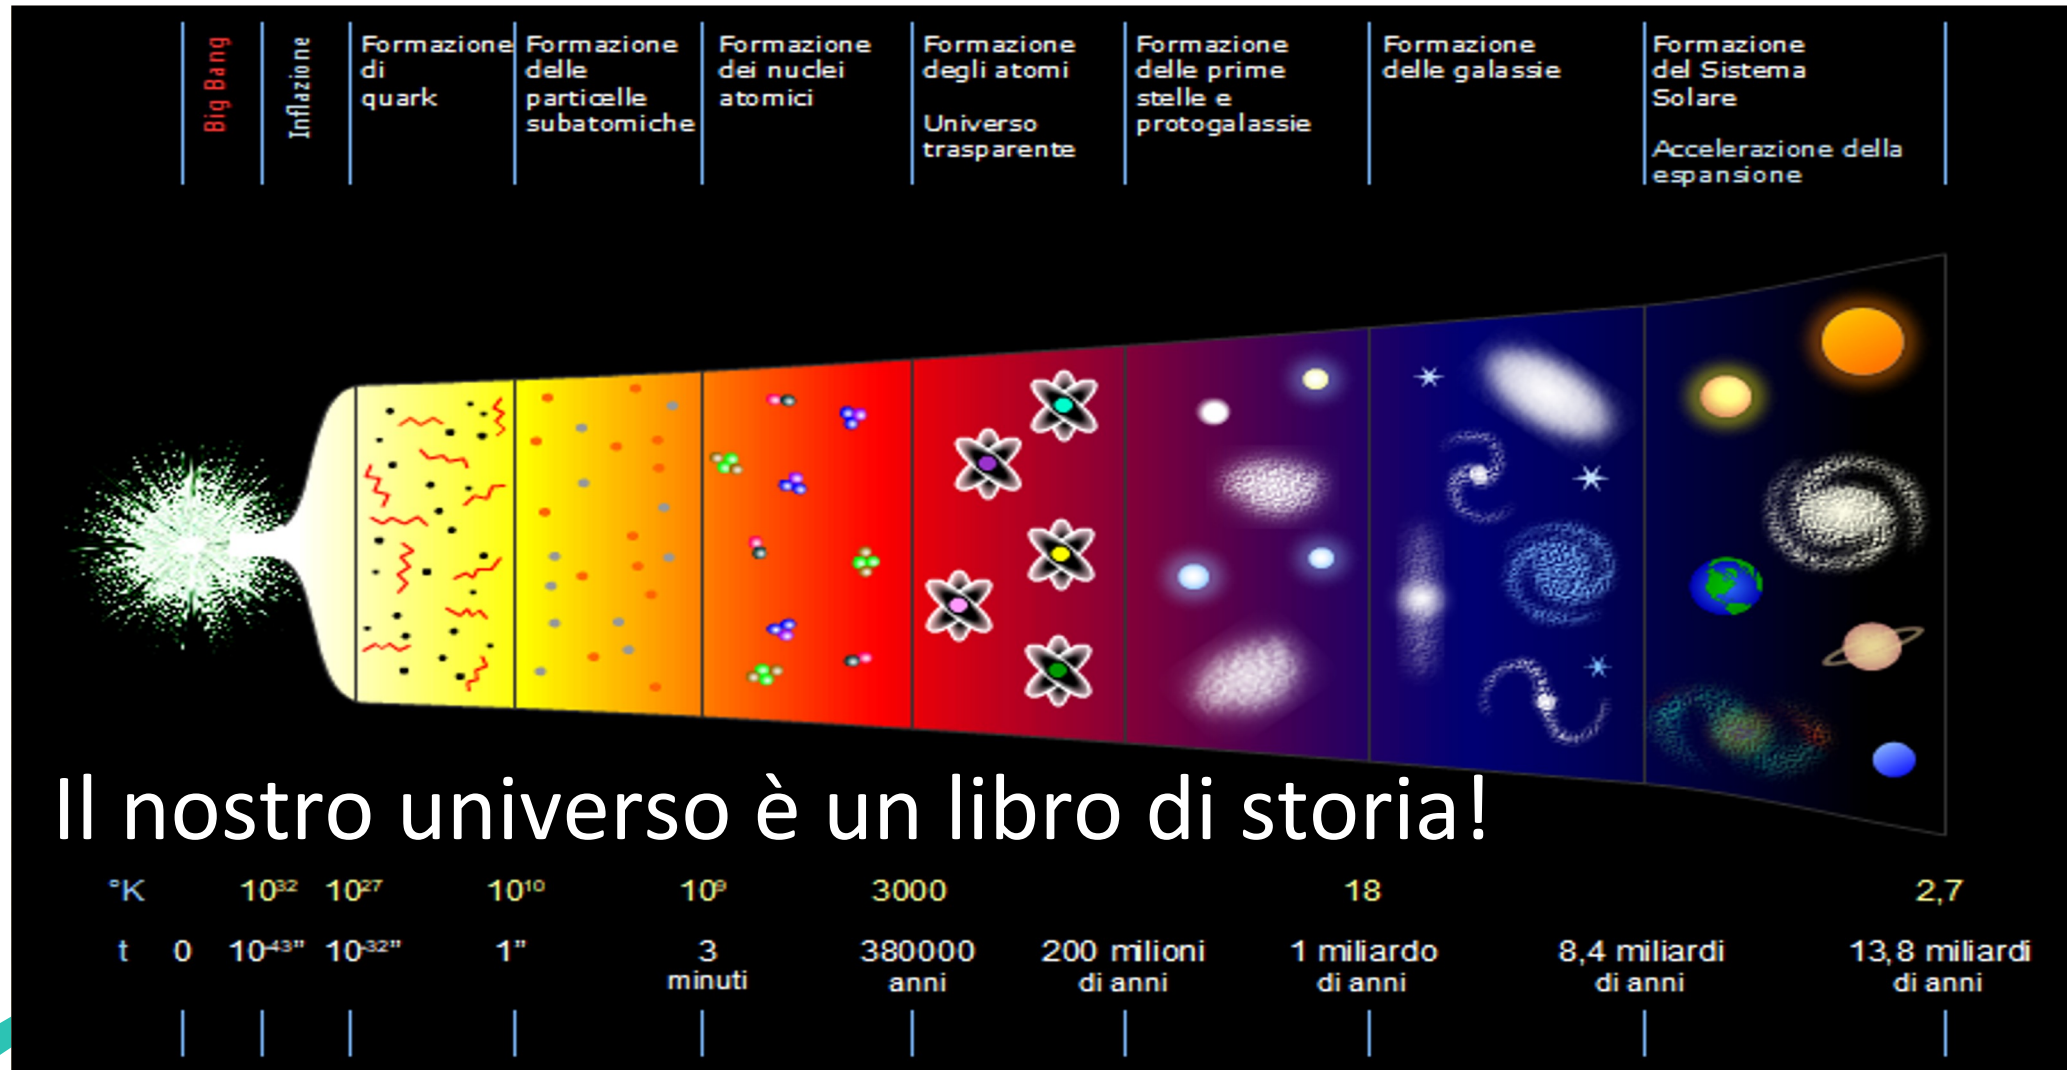 Big Bang
Inflazione
Formazione
di
quark
Formazione
delle
particelle
subatomiche
Formazione
dei nuclei
atomici
Formazione
degli atomi
Universo
trasparente
Formazione
delle prime
stelle e
protogalassie
Formazione
delle galassie
Formazione
del Sistema
Solare
Accelerazione della
espansione
Il nostro universo è un libro di storia!
°K 10³² 10²⁷ 10¹⁰ 10⁹ 3000 18 2,7
t 0 10⁻⁴³" 10⁻³²" 1" 3 380000 200 milioni 1 miliardo 8,4 miliardi 13,8 miliardi
minuti anni di anni di anni di anni di anni